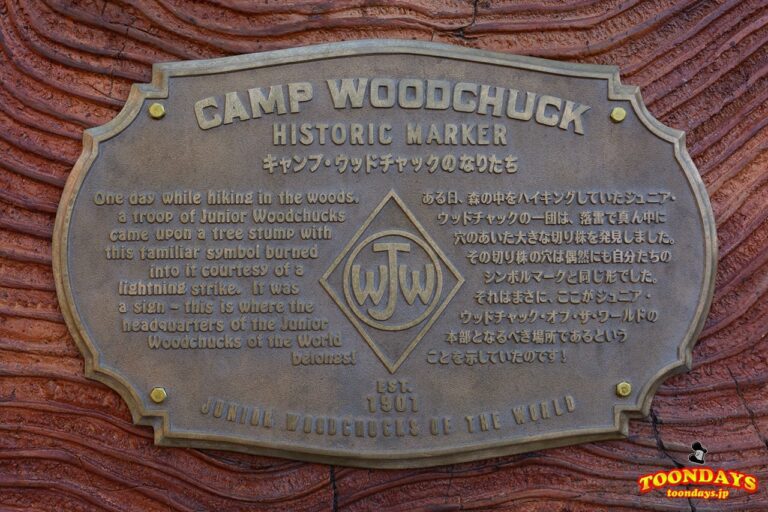 CAMP WOODCHUCK
HISTORIC MARKER
キャンプ・ウッドチャックのなりたち
One day while hiking in the woods,
a troop of Junior Woodchucks
came upon a tree stump with
this familiar symbol burned
into it courtesy of a
lightning strike. It was
a sign - this is where the
headquarters of the Junior
Woodchucks of the World
belongs!
JWW
ある日、森の中をハイキングしていたジュニア・
ウッドチャックの一団は、落雷で真ん中に
穴のあいた大きな切り株を発見しました。
その切り株の穴は偶然にも自分たちの
シンボルマークと同じ形でした。
それはまさに、ここがジュニア・
ウッドチャック・オブ・ザ・ワールドの
本部となるべき場所であるという
ことを示していたのです！
EST.
1901
JUNIOR WOODCHUCKS OF THE WORLD
TOONDAYS
toondays.jp